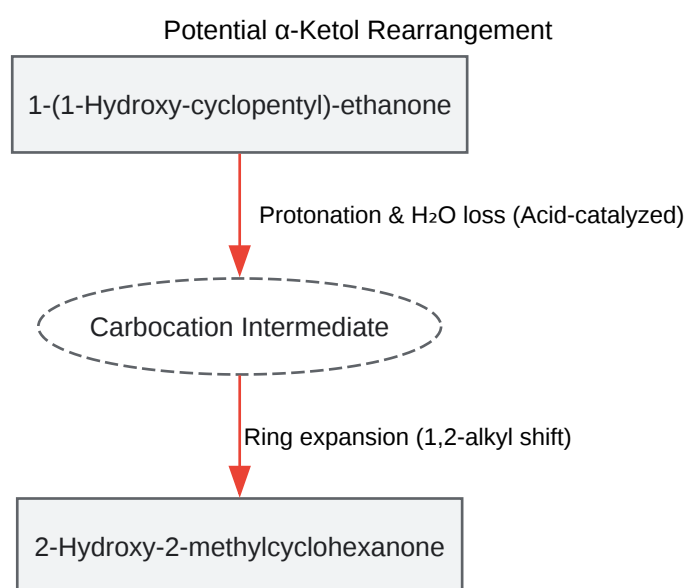 Potential α-Ketol Rearrangement
1-(1-Hydroxy-cyclopentyl)-ethanone
Protonation & H₂O loss (Acid-catalyzed)
Carbocation Intermediate
Ring expansion (1,2-alkyl shift)
2-Hydroxy-2-methylcyclohexanone